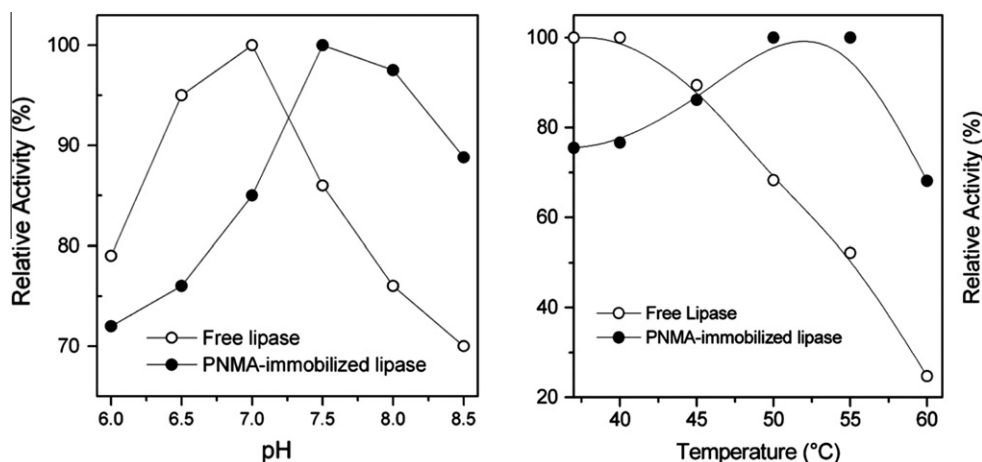 Relative Activity (%)
100
90
80
70
6.0 6.5 7.0 7.5 8.0 8.5
pH
Free lipase
PNMA-immobilized lipase
100
80
60
40
20
40 45 50 55 60
Temperature (°C)
Free Lipase
PNMA-immobilized lipase
Relative Activity (%)